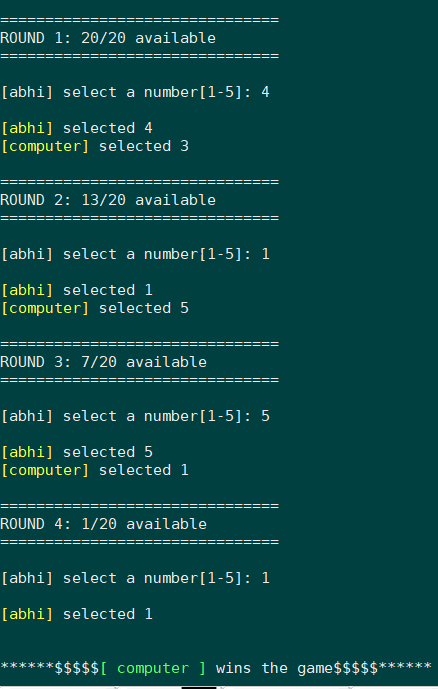 ===============================
ROUND 1: 20/20 available
===============================
[abhi] select a number[1-5]: 4
[abhi] selected 4
[computer] selected 3
===============================
ROUND 2: 13/20 available
===============================
[abhi] select a number[1-5]: 1
[abhi] selected 1
[computer] selected 5
===============================
ROUND 3: 7/20 available
===============================
[abhi] select a number[1-5]: 5
[abhi] selected 5
[computer] selected 1
===============================
ROUND 4: 1/20 available
===============================
[abhi] select a number[1-5]: 1
[abhi] selected 1
******$$$$$[ computer ] wins the game$$$$$******